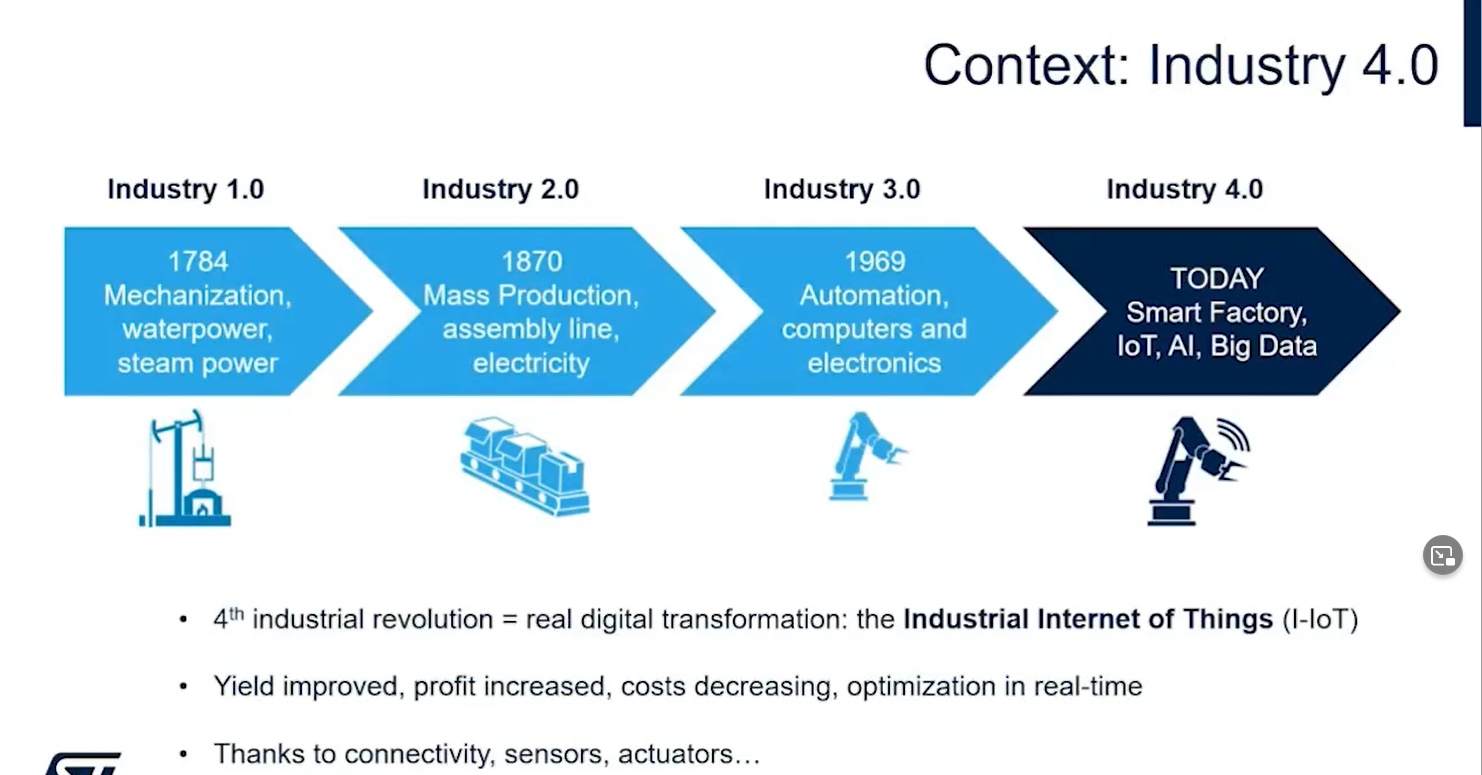 Context: Industry 4.0
Industry 1.0
Industry 2.0
Industry 3.0
Industry 4.0
1784
Mechanization,
waterpower,
steam power
1870
Mass Production,
assembly line,
electricity
1969
Automation,
computers and
electronics
TODAY
Smart Factory,
IoT, AI, Big Data
• 4th industrial revolution = real digital transformation: the Industrial Internet of Things (I-IoT)
• Yield improved, profit increased, costs decreasing, optimization in real-time
• Thanks to connectivity, sensors, actuators…